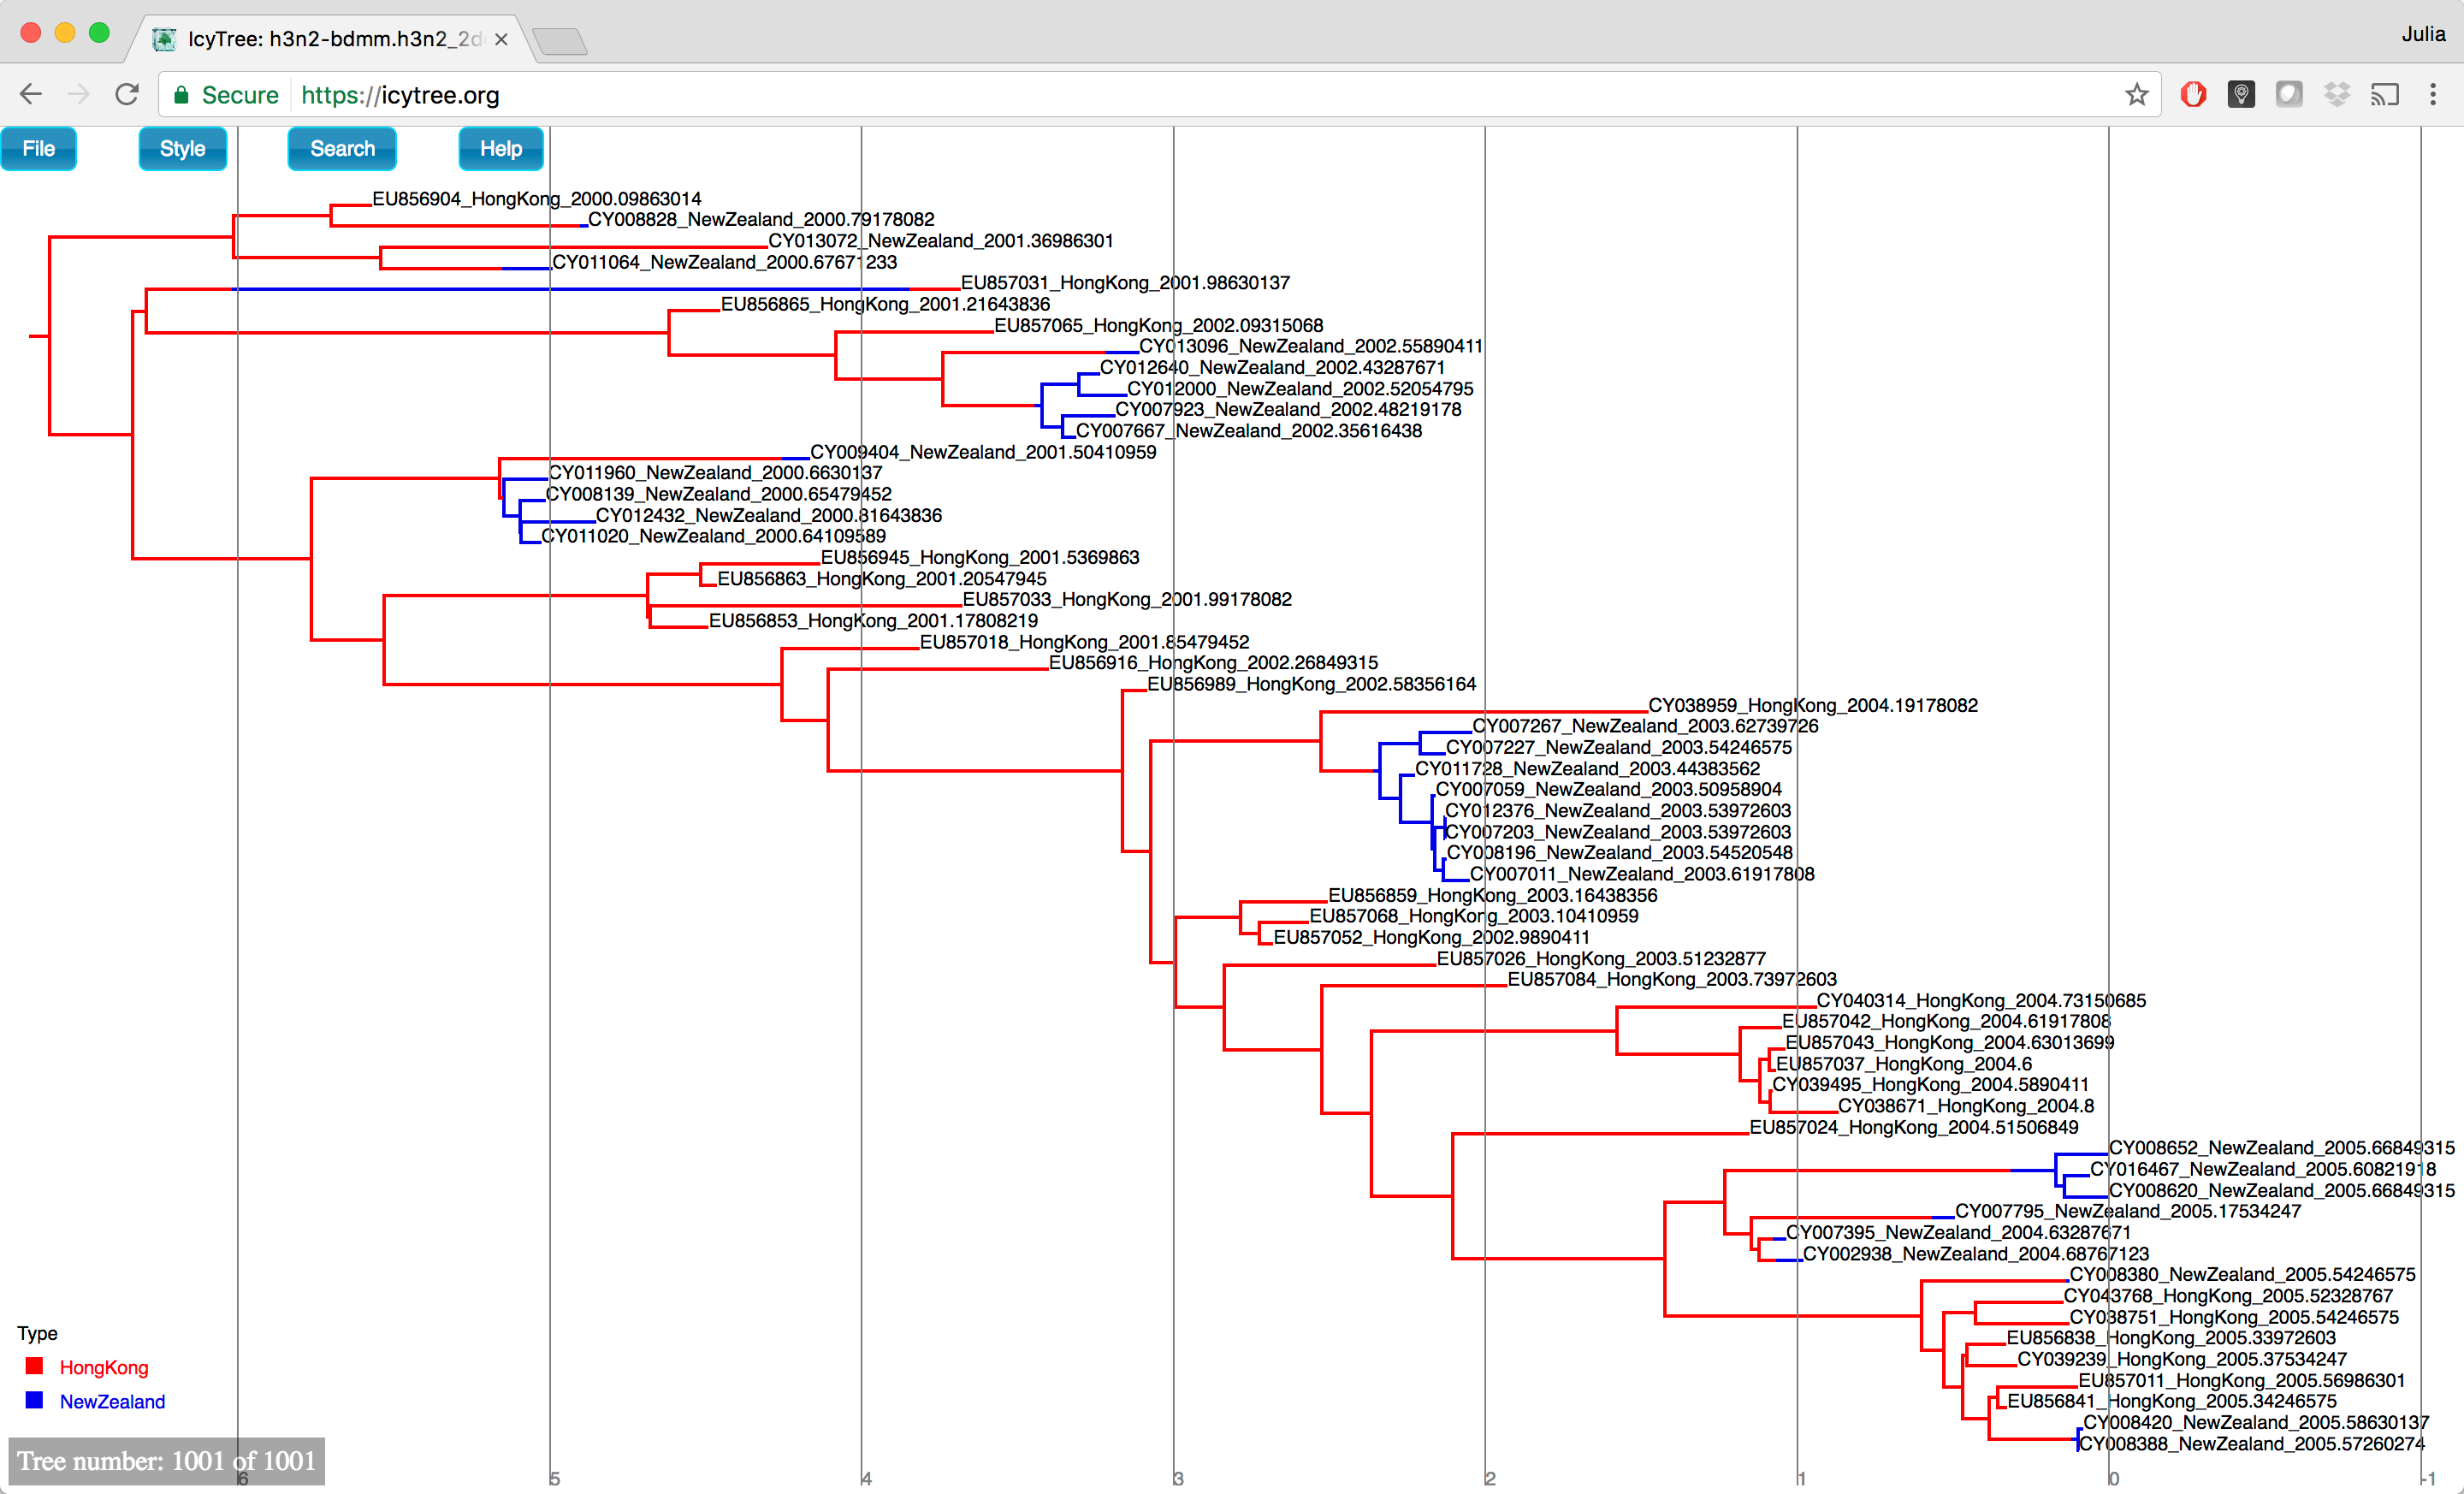 IcyTree: h3n2-bdmm.h3n2_2d
Julia
Secure https://icytree.org
File Style Search Help
EU856904_HongKong_2000.09863014
CY008828_NewZealand_2000.79178082
CY013072_NewZealand_2001.36986301
CY011064_NewZealand_2000.67671233
EU857031_HongKong_2001.98630137
EU856865_HongKong_2001.21643836
EU857065_HongKong_2002.09315068
CY013096_NewZealand_2002.55890411
CY012640_NewZealand_2002.43287671
CY012000_NewZealand_2002.52054795
CY007923_NewZealand_2002.48219178
CY007667_NewZealand_2002.35616438
CY009404_NewZealand_2001.50410959
CY011960_NewZealand_2000.6630137
CY008139_NewZealand_2000.65479452
CY012432_NewZealand_2000.81643836
CY011020_NewZealand_2000.64109589
EU856945_HongKong_2001.5369863
EU856863_HongKong_2001.20547945
EU857033_HongKong_2001.99178082
EU856853_HongKong_2001.17808219
EU857018_HongKong_2001.85479452
EU856916_HongKong_2002.26849315
EU856989_HongKong_2002.58356164
CY038959_HongKong_2004.19178082
CY007267_NewZealand_2003.62739726
CY007227_NewZealand_2003.54246575
CY011728_NewZealand_2003.44383562
CY007059_NewZealand_2003.50958904
CY012376_NewZealand_2003.53972603
CY007203_NewZealand_2003.53972603
CY008196_NewZealand_2003.54520548
CY007011_NewZealand_2003.61917808
EU856859_HongKong_2003.16438356
EU857068_HongKong_2003.10410959
EU857052_HongKong_2002.9890411
EU857026_HongKong_2003.51232877
EU857084_HongKong_2003.73972603
CY040314_HongKong_2004.73150685
EU857042_HongKong_2004.61917808
EU857043_HongKong_2004.63013699
EU857037_HongKong_2004.6
CY039495_HongKong_2004.5890411
CY038671_HongKong_2004.8
EU857024_HongKong_2004.51506849
CY008652_NewZealand_2005.66849315
CY016467_NewZealand_2005.60821918
CY008620_NewZealand_2005.66849315
CY007795_NewZealand_2005.17534247
CY007395_NewZealand_2004.63287671
CY002938_NewZealand_2004.68767123
CY008380_NewZealand_2005.54246575
CY043768_HongKong_2005.52328767
CY038751_HongKong_2005.54246575
EU856838_HongKong_2005.33972603
CY039239_HongKong_2005.37534247
EU857011_HongKong_2005.56986301
EU856841_HongKong_2005.34246575
CY008420_NewZealand_2005.58630137
CY008388_NewZealand_2005.57260274
Type
HongKong
NewZealand
Tree number: 1001 of 1001
6 5 4 3 2 1 0 -1